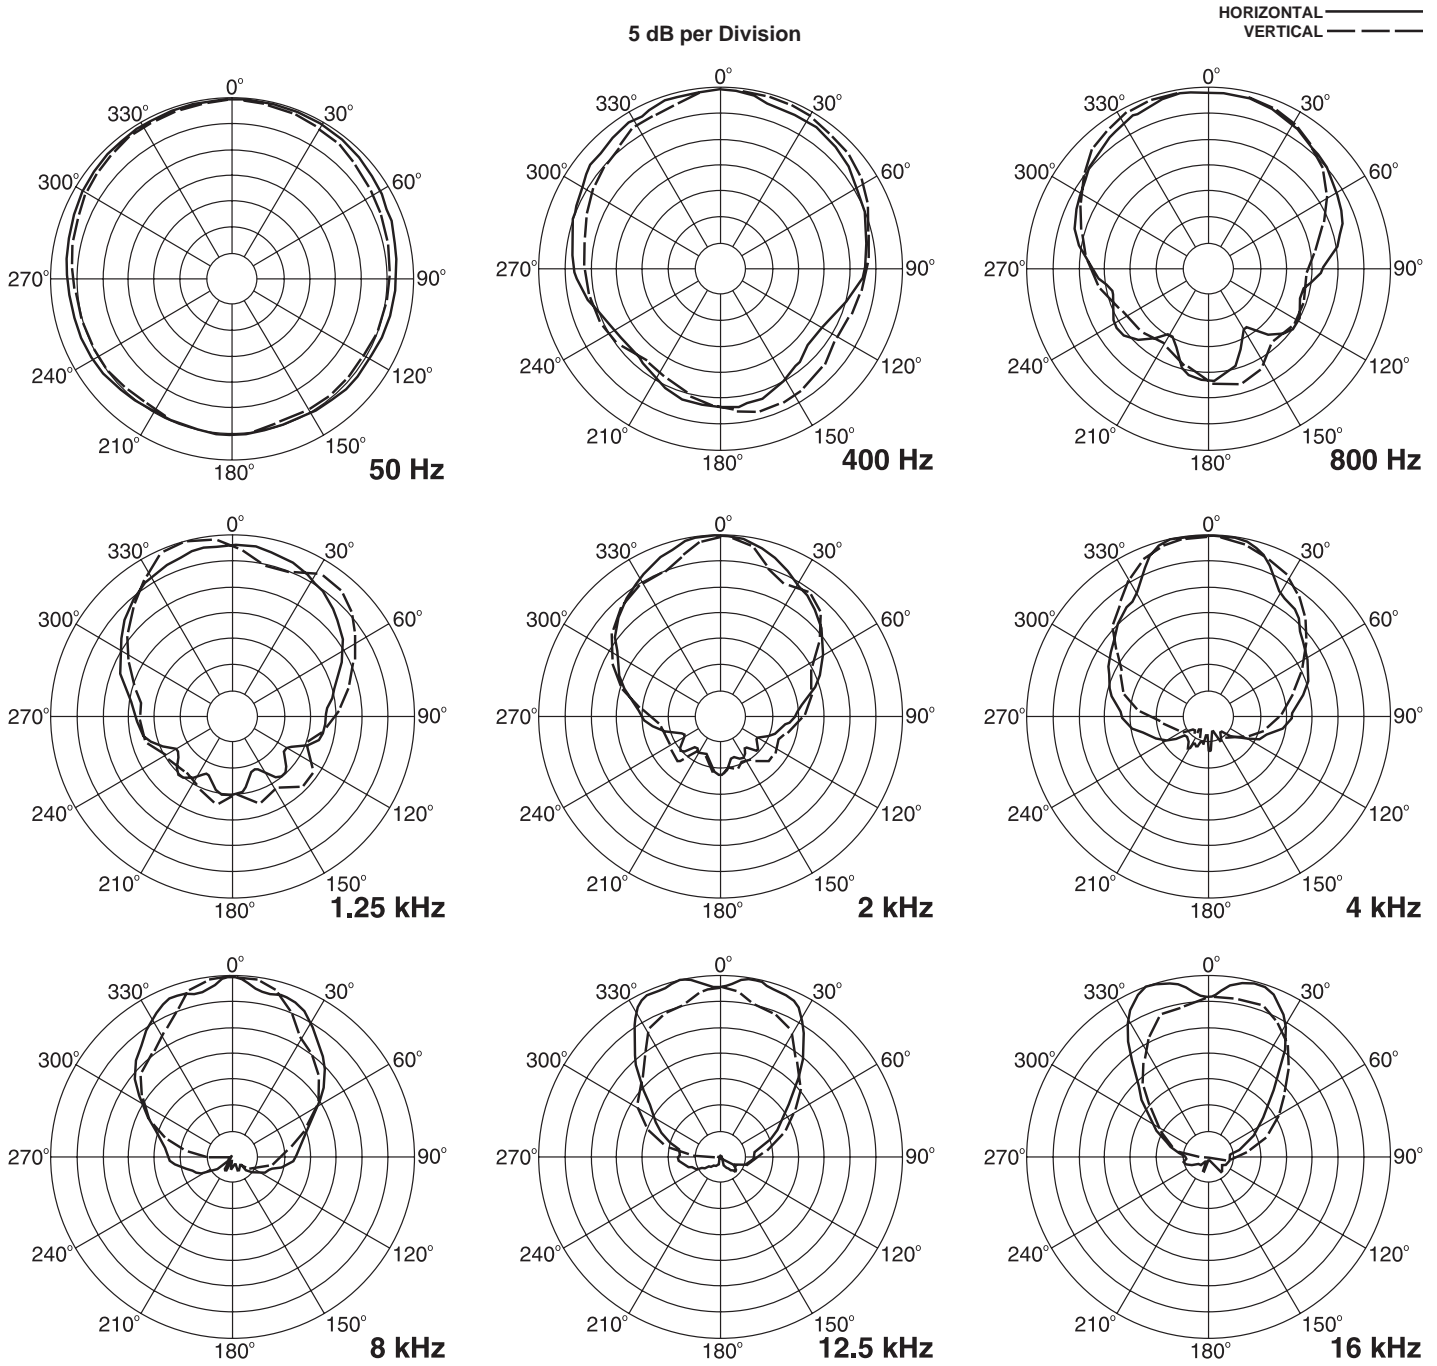 HORIZONTAL
5 dB per Division
VERTICAL
0° 30° 60° 90° 120° 150° 180° 210° 240° 270° 300° 330°
50 Hz
0° 30° 60° 90° 120° 150° 180° 210° 240° 270° 300° 330°
400 Hz
0° 30° 60° 90° 120° 150° 180° 210° 240° 270° 300° 330°
800 Hz
0° 30° 60° 90° 120° 150° 180° 210° 240° 270° 300° 330°
1.25 kHz
0° 30° 60° 90° 120° 150° 180° 210° 240° 270° 300° 330°
2 kHz
0° 30° 60° 90° 120° 150° 180° 210° 240° 270° 300° 330°
4 kHz
0° 30° 60° 90° 120° 150° 180° 210° 240° 270° 300° 330°
8 kHz
0° 30° 60° 90° 120° 150° 180° 210° 240° 270° 300° 330°
12.5 kHz
0° 30° 60° 90° 120° 150° 180° 210° 240° 270° 300° 330°
16 kHz